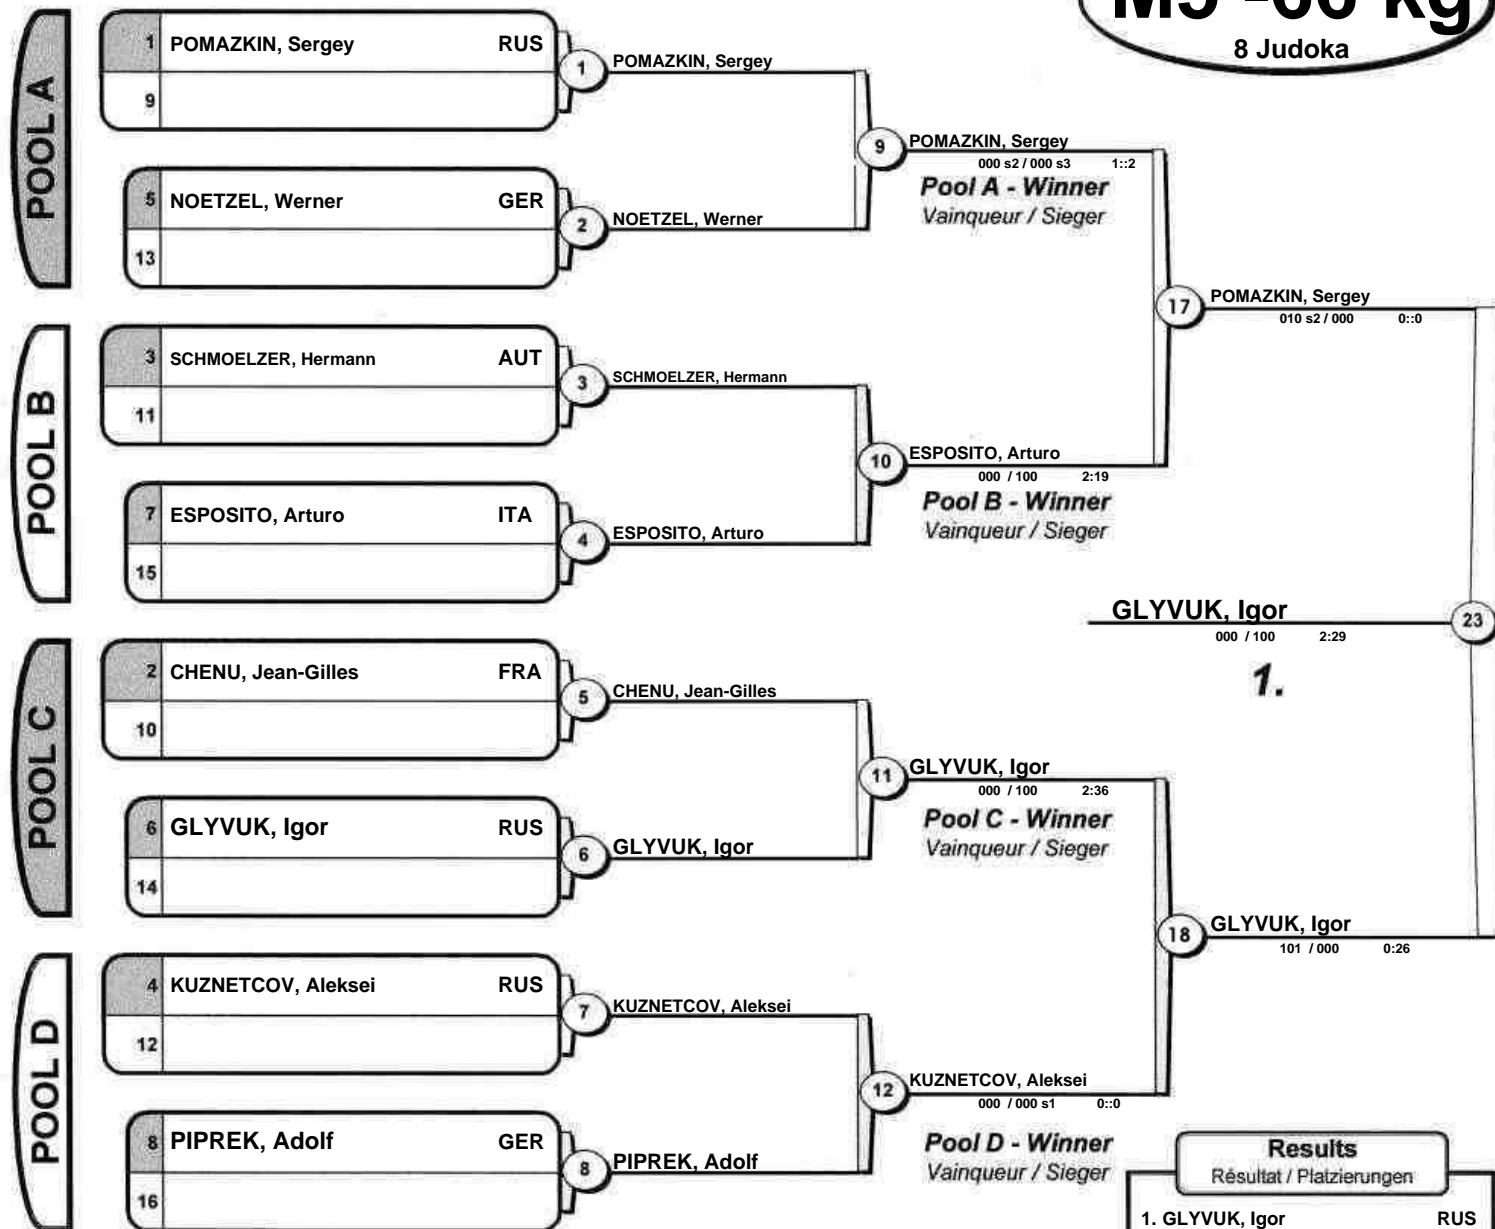 M5 -66 kg
8 Judoka
POOL A
1 POMAZKIN, Sergey RUS
9
5 NOETZEL, Werner GER
13
1 POMAZKIN, Sergey
2 NOETZEL, Werner
9 POMAZKIN, Sergey
000 s2 / 000 s3 1::2
Pool A - Winner
Vainqueur / Sieger
POOL B
3 SCHMOELZER, Hermann AUT
11
7 ESPOSITO, Arturo ITA
15
3 SCHMOELZER, Hermann
4 ESPOSITO, Arturo
10 ESPOSITO, Arturo
000 / 100 2:19
Pool B - Winner
Vainqueur / Sieger
17 POMAZKIN, Sergey
010 s2 / 000 0::0
GLYVUK, Igor 23
000 / 100 2:29
1.
POOL C
2 CHENU, Jean-Gilles FRA
10
6 GLYVUK, Igor RUS
14
5 CHENU, Jean-Gilles
6 GLYVUK, Igor
11 GLYVUK, Igor
000 / 100 2:36
Pool C - Winner
Vainqueur / Sieger
18 GLYVUK, Igor
101 / 000 0:26
POOL D
4 KUZNETCOV, Aleksei RUS
12
8 PIPREK, Adolf GER
16
7 KUZNETCOV, Aleksei
8 PIPREK, Adolf
12 KUZNETCOV, Aleksei
000 / 000 s1 0::0
Pool D - Winner
Vainqueur / Sieger
Results
Résultat / Platzierungen
1. GLYVUK, Igor RUS